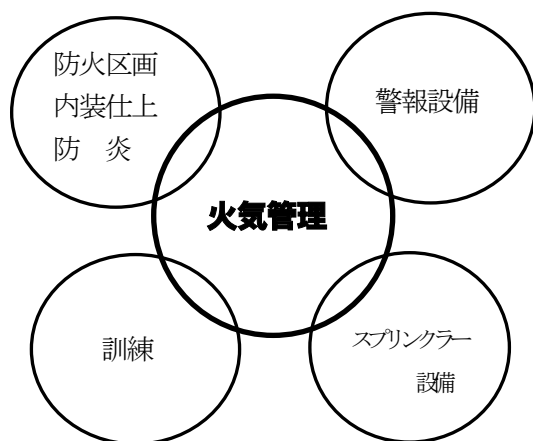 防火区画
内装仕上
防　炎
警報設備
火気管理
訓練
スプリンクラー
設備